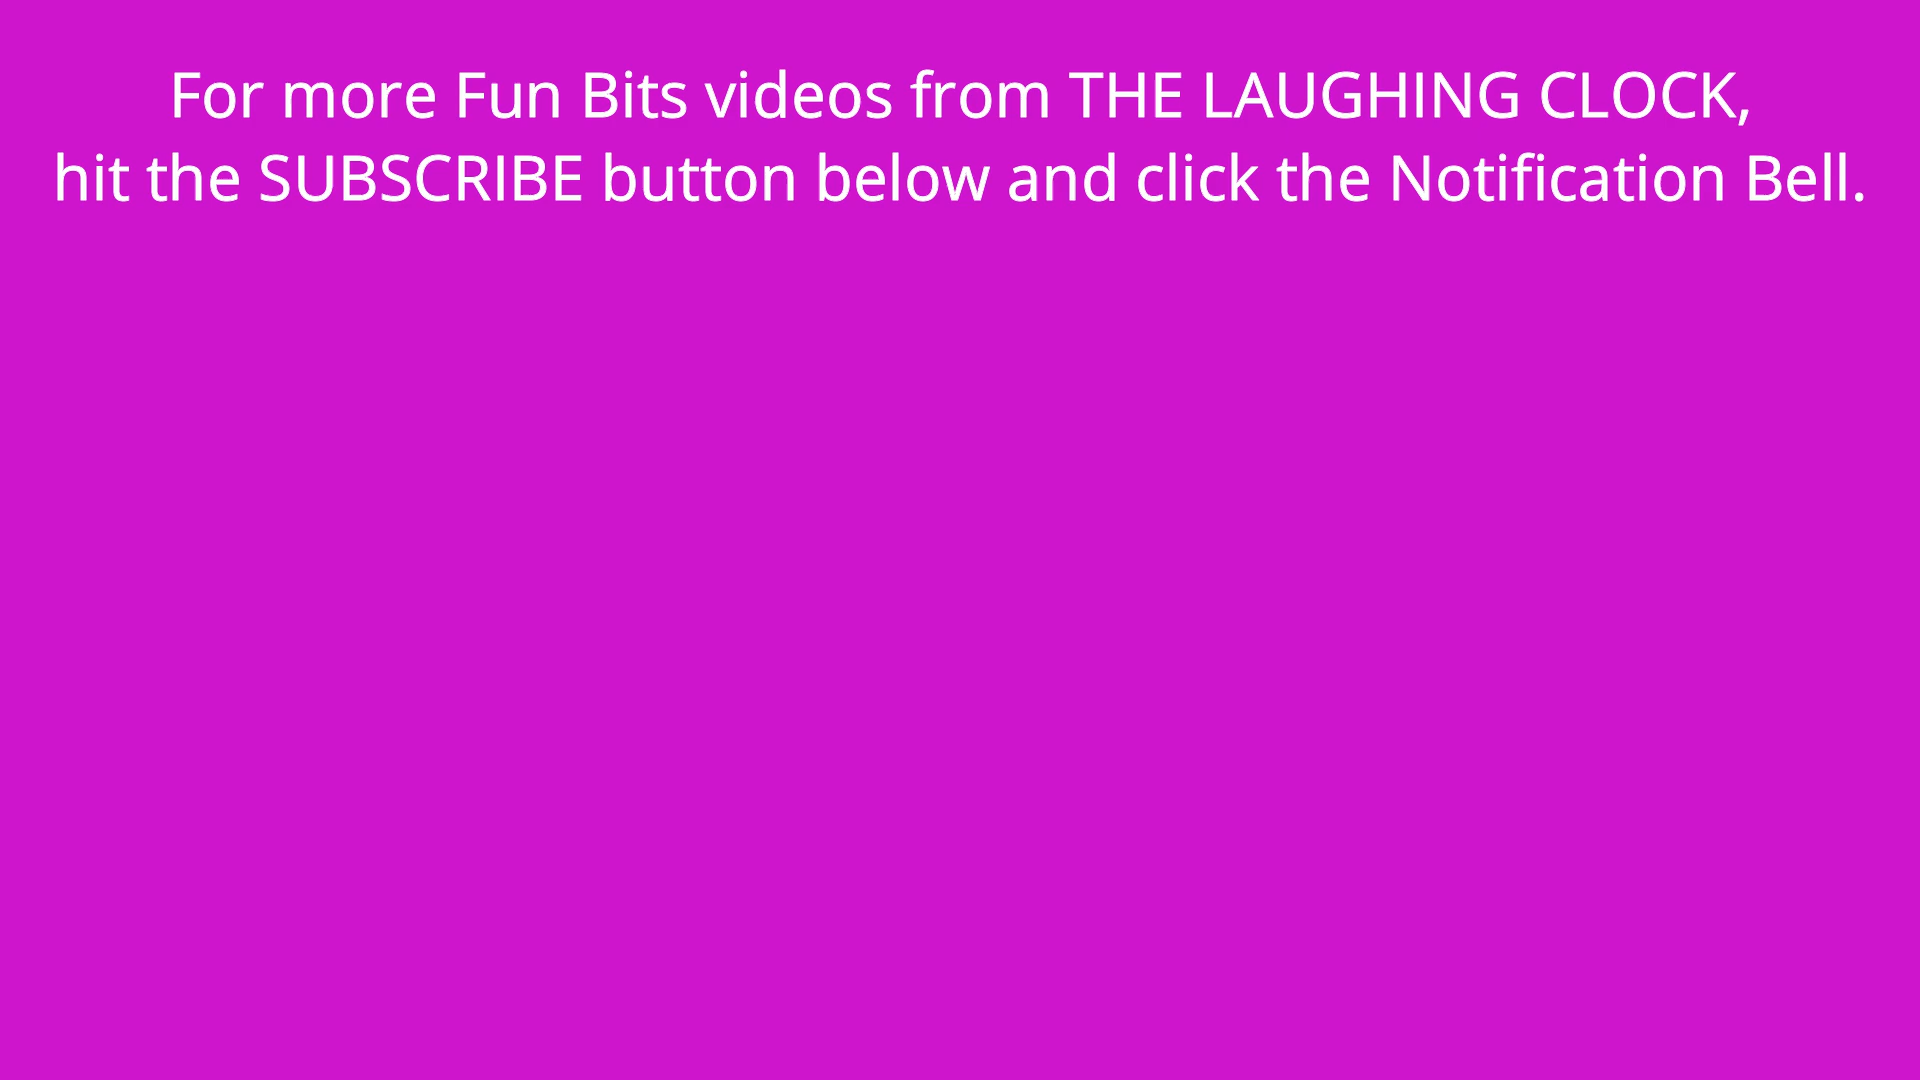 For more Fun Bits videos from THE LAUGHING CLOCK,
hit the SUBSCRIBE button below and click the Notification Bell.